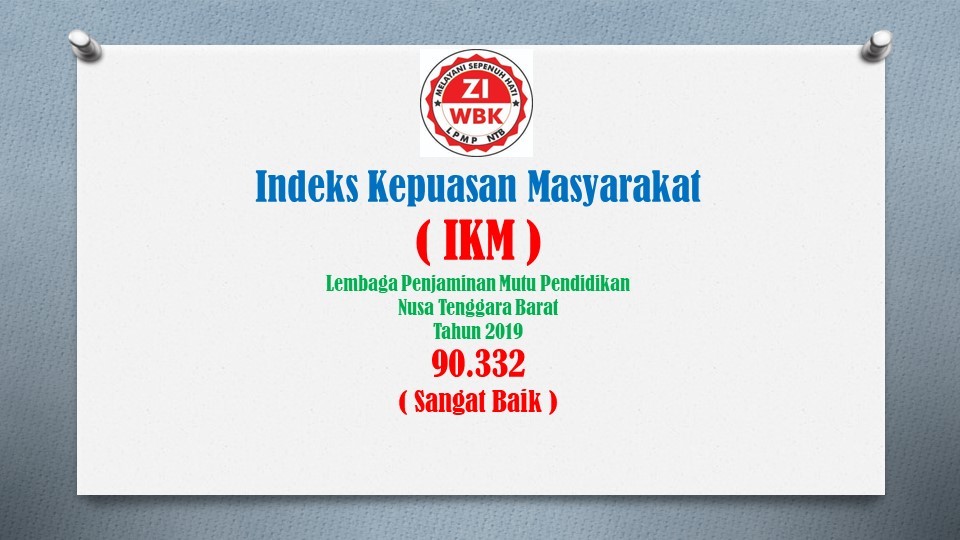 MELAYANI SEPENUH HATI
ZI
WBK
LPMP NTB
Indeks Kepuasan Masyarakat
( IKM )
Lembaga Penjaminan Mutu Pendidikan
Nusa Tenggara Barat
Tahun 2019
90.332
( Sangat Baik )